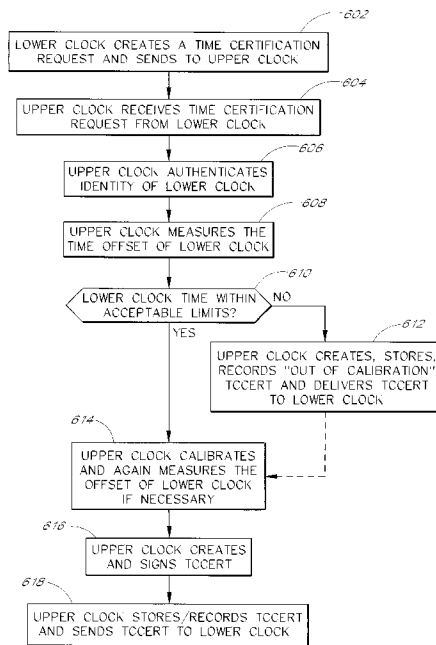 602
LOWER CLOCK CREATES A TIME CERTIFICATION
REQUEST AND SENDS TO UPPER CLOCK
604
UPPER CLOCK RECEIVES TIME CERTIFICATION
REQUEST FROM LOWER CLOCK
606
UPPER CLOCK AUTHENTICATES
IDENTITY OF LOWER CLOCK
608
UPPER CLOCK MEASURES THE
TIME OFFSET OF LOWER CLOCK
610
LOWER CLOCK TIME WITHIN
ACCEPTABLE LIMITS?
NO
YES
612
UPPER CLOCK CREATES, STORES,
RECORDS "OUT OF CALIBRATION"
TCCERT AND DELIVERS TCCERT
TO LOWER CLOCK
614
UPPER CLOCK CALIBRATES
AND AGAIN MEASURES THE
OFFSET OF LOWER CLOCK
IF NECESSARY
616
UPPER CLOCK CREATES
AND SIGNS TCCERT
618
UPPER CLOCK STORES/RECORDS TCCERT
AND SENDS TCCERT TO LOWER CLOCK